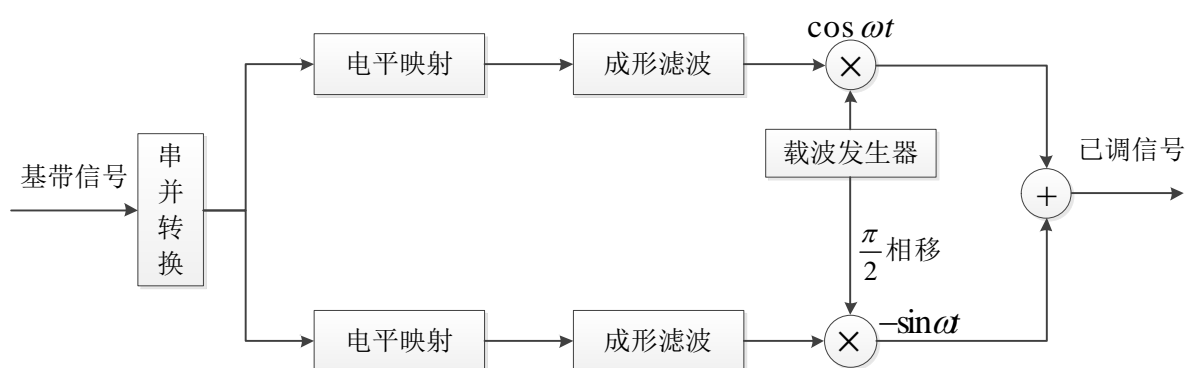 cos ωt
电平映射
成形滤波
×
载波发生器
已调信号
基带信号
串
并
转
换
+
π/2 相移
电平映射
成形滤波
×
−sin ωt